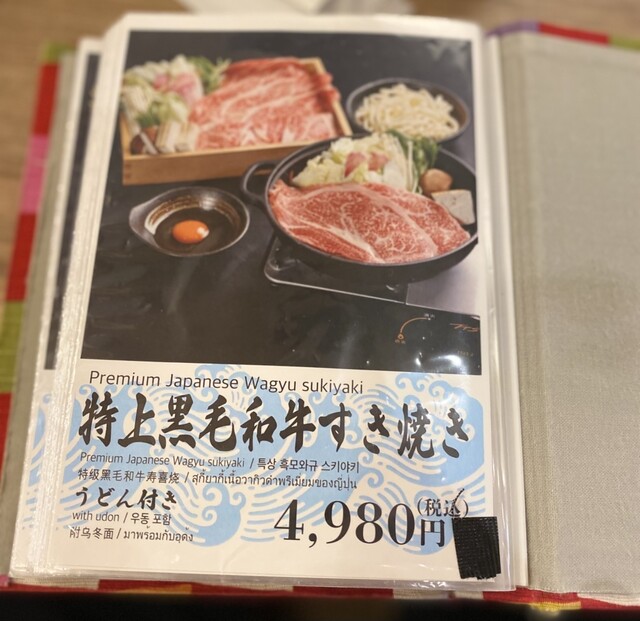 Premium Japanese Wagyu sukiyaki
特上黒毛和牛すき焼き
Premium Japanese Wagyu sukiyaki / 특상 흑모와규 스키야키
特级黑毛和牛寿喜烧 / สุกี้ยากี้เนื้อวากิวดำพรีเมียมของญี่ปุ่น
うどん付き
with udon / 우동 포함
附乌冬面 / มาพร้อมกับอุด้ง
4,980円(税込)